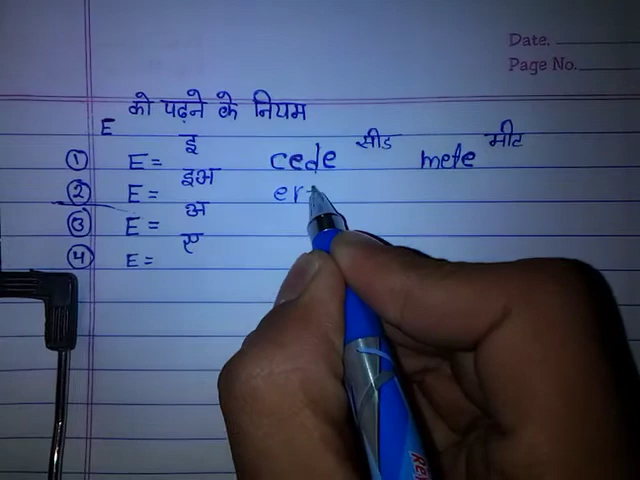 Date.
Page No.
E को पढ़ने के नियम
① E = इ cede सीड mete मीट
② E = इअ er
③ E = अ
④ E = ए